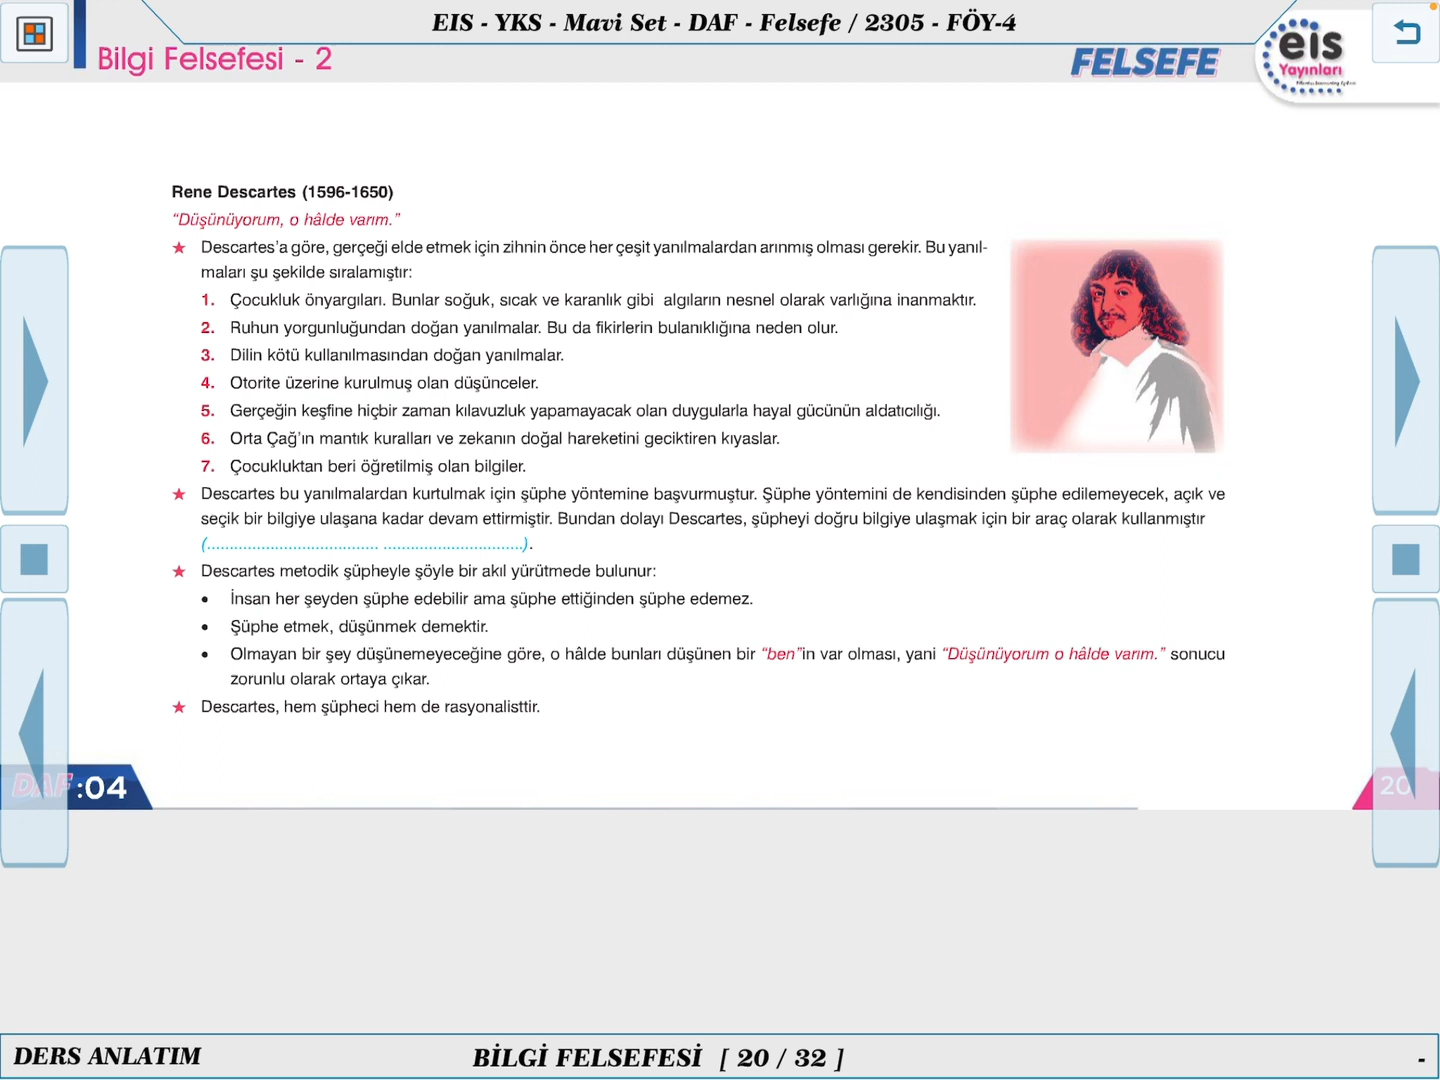 EIS - YKS - Mavi Set - DAF - Felsefe / 2305 - FÖY-4
Bilgi Felsefesi - 2
FELSEFE
eis
Yayınları
Rene Descartes (1596-1650)
“Düşünüyorum, o hâlde varım.”
★ Descartes’a göre, gerçeği elde etmek için zihnin önce her çeşit yanılmalardan arınmış olması gerekir. Bu yanıl-
maları şu şekilde sıralamıştır:
1. Çocukluk önyargıları. Bunlar soğuk, sıcak ve karanlık gibi algıların nesnel olarak varlığına inanmaktır.
2. Ruhun yorgunluğundan doğan yanılmalar. Bu da fikirlerin bulanıklığına neden olur.
3. Dilin kötü kullanılmasından doğan yanılmalar.
4. Otorite üzerine kurulmuş olan düşünceler.
5. Gerçeğin keşfine hiçbir zaman kılavuzluk yapamayacak olan duygularla hayal gücünün aldatıcılığı.
6. Orta Çağ’ın mantık kuralları ve zekanın doğal hareketini geciktiren kıyaslar.
7. Çocukluktan beri öğretilmiş olan bilgiler.
★ Descartes bu yanılmalardan kurtulmak için şüphe yöntemine başvurmuştur. Şüphe yöntemini de kendisinden şüphe edilemeyecek, açık ve
seçik bir bilgiye ulaşana kadar devam ettirmiştir. Bundan dolayı Descartes, şüpheyi doğru bilgiye ulaşmak için bir araç olarak kullanmıştır
(...................................... ...............................).
★ Descartes metodik şüpheyle şöyle bir akıl yürütmede bulunur:
• İnsan her şeyden şüphe edebilir ama şüphe ettiğinden şüphe edemez.
• Şüphe etmek, düşünmek demektir.
• Olmayan bir şey düşünemeyeceğine göre, o hâlde bunları düşünen bir “ben”in var olması, yani “Düşünüyorum o hâlde varım.” sonucu
zorunlu olarak ortaya çıkar.
★ Descartes, hem şüpheci hem de rasyonalisttir.
DAF :04
20
DERS ANLATIM
BİLGİ FELSEFESİ [ 20 / 32 ]
-